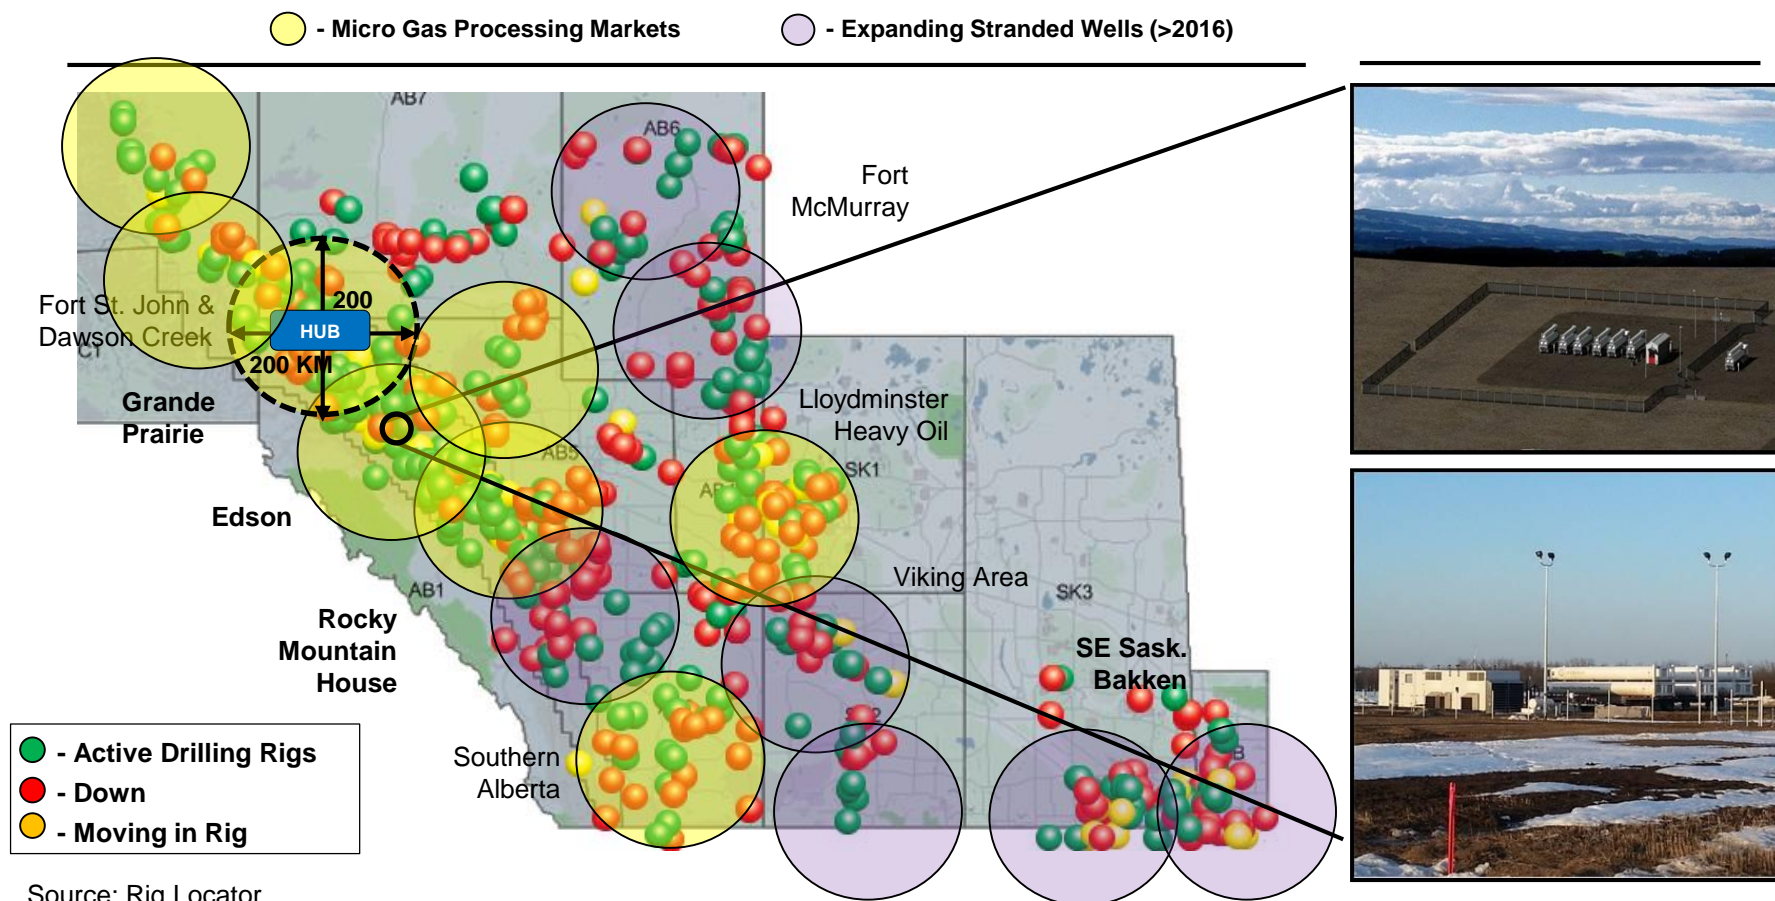 - Micro Gas Processing Markets
- Expanding Stranded Wells (>2016)
AB7
AB6
Fort
McMurray
Fort St. John &
Dawson Creek
200
HUB
200 KM
Grande
Prairie
Lloydminster
Heavy Oil
AB5
SK1
Edson
Viking Area
AB1
SK3
Rocky
Mountain
House
SE Sask.
Bakken
Southern
Alberta
- Active Drilling Rigs
- Down
- Moving in Rig
Source: Rig Locator